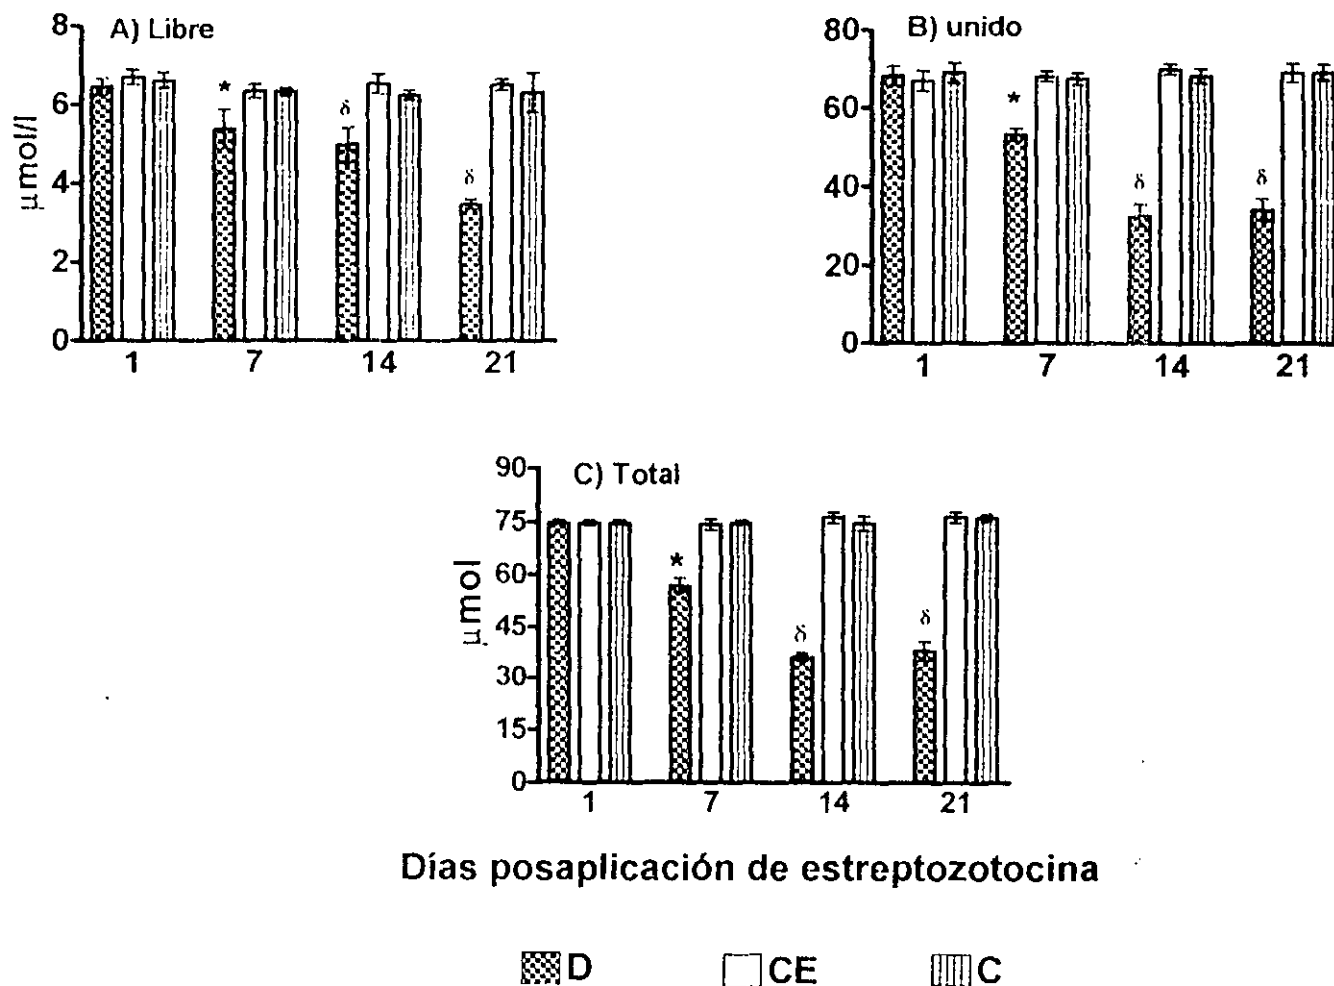 A) Libre
8
6
4
2
0
μmol/l
*
δ
δ
1 7 14 21
B) unido
80
60
40
20
0
*
δ
δ
1 7 14 21
C) Total
90
75
60
45
30
15
0
μmol
*
δ
δ
1 7 14 21
Días posaplicación de estreptozotocina
D CE C